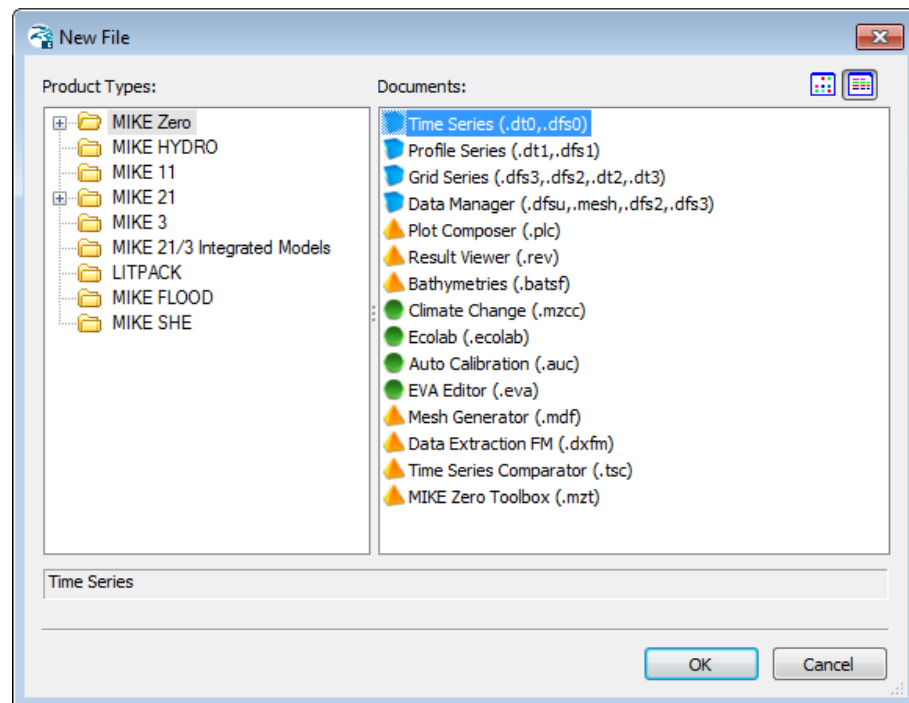 New File
Product Types:
Documents:
MIKE Zero
MIKE HYDRO
MIKE 11
MIKE 21
MIKE 3
MIKE 21/3 Integrated Models
LITPACK
MIKE FLOOD
MIKE SHE
Time Series (.dt0,.dfs0)
Profile Series (.dt1,.dfs1)
Grid Series (.dfs3,.dfs2,.dt2,.dt3)
Data Manager (.dfsu,.mesh,.dfs2,.dfs3)
Plot Composer (.plc)
Result Viewer (.rev)
Bathymetries (.batsf)
Climate Change (.mzcc)
Ecolab (.ecolab)
Auto Calibration (.auc)
EVA Editor (.eva)
Mesh Generator (.mdf)
Data Extraction FM (.dxfm)
Time Series Comparator (.tsc)
MIKE Zero Toolbox (.mzt)
Time Series
OK
Cancel